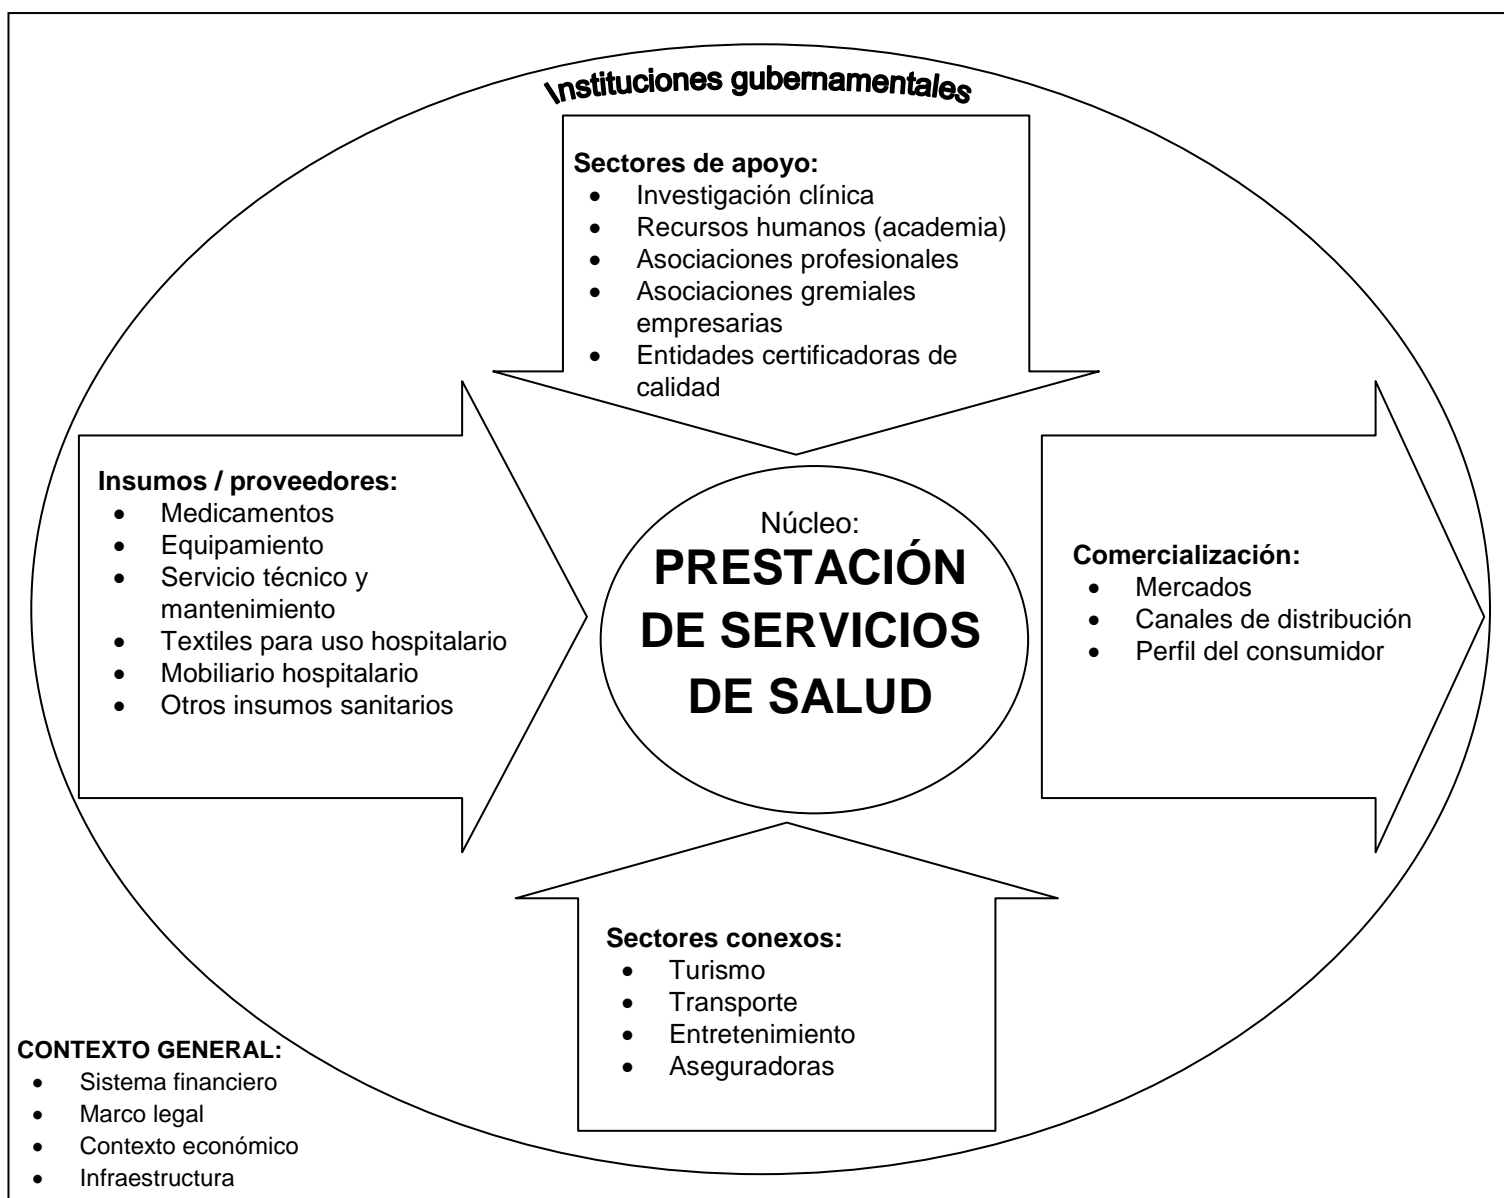 Instituciones gubernamentales
Sectores de apoyo:
• Investigación clínica
• Recursos humanos (academia)
• Asociaciones profesionales
• Asociaciones gremiales
empresarias
• Entidades certificadoras de
calidad
Insumos / proveedores:
• Medicamentos
• Equipamiento
• Servicio técnico y
mantenimiento
• Textiles para uso hospitalario
• Mobiliario hospitalario
• Otros insumos sanitarios
Núcleo:
PRESTACIÓN
DE SERVICIOS
DE SALUD
Comercialización:
• Mercados
• Canales de distribución
• Perfil del consumidor
Sectores conexos:
• Turismo
• Transporte
• Entretenimiento
• Aseguradoras
CONTEXTO GENERAL:
• Sistema financiero
• Marco legal
• Contexto económico
• Infraestructura